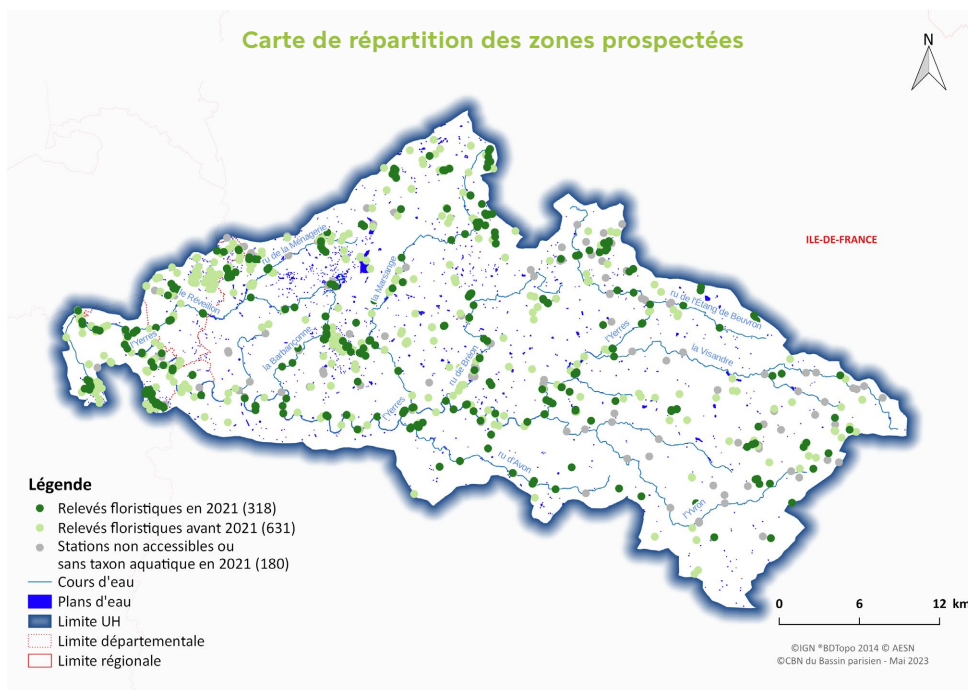 Carte de répartition des zones prospectées
N
ILE-DE-FRANCE
ru de la Ménagerie
la Marsange
le Réveillon
ru de l'Étang de Beuvron
l'Yerres
l'Yerres
la Barbançonne
la Visandre
ru de Bréon
l'Yerres
ru d'Avon
l'Yvron
Légende
Relevés floristiques en 2021 (318)
Relevés floristiques avant 2021 (631)
Stations non accessibles ou
sans taxon aquatique en 2021 (180)
Cours d'eau
Plans d'eau
Limite UH
Limite départementale
Limite régionale
0 6 12 km
©IGN ®BDTopo 2014 © AESN
©CBN du Bassin parisien - Mai 2023